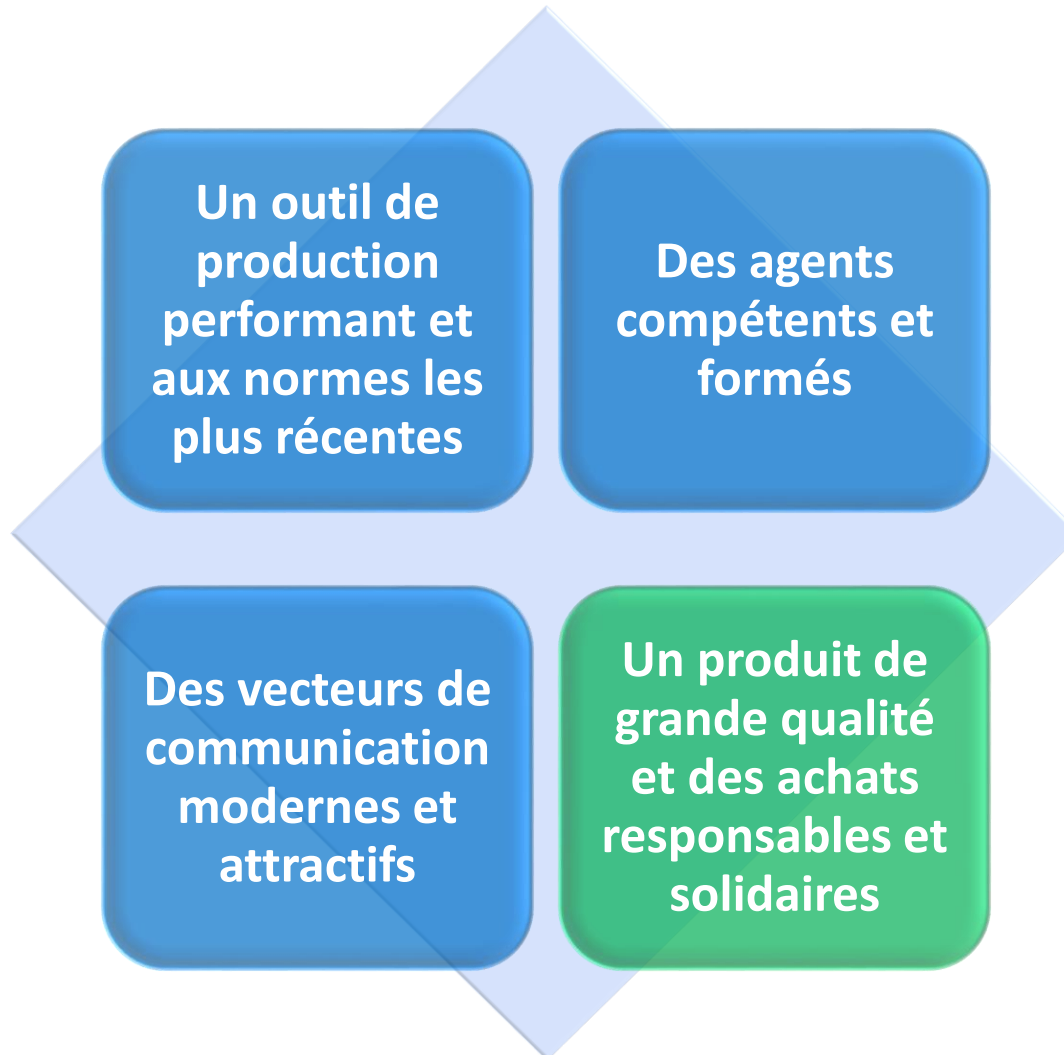 Un outil de
production
performant et
aux normes les
plus récentes
Des agents
compétents et
formés
Des vecteurs de
communication
modernes et
attractifs
Un produit de
grande qualité
et des achats
responsables et
solidaires